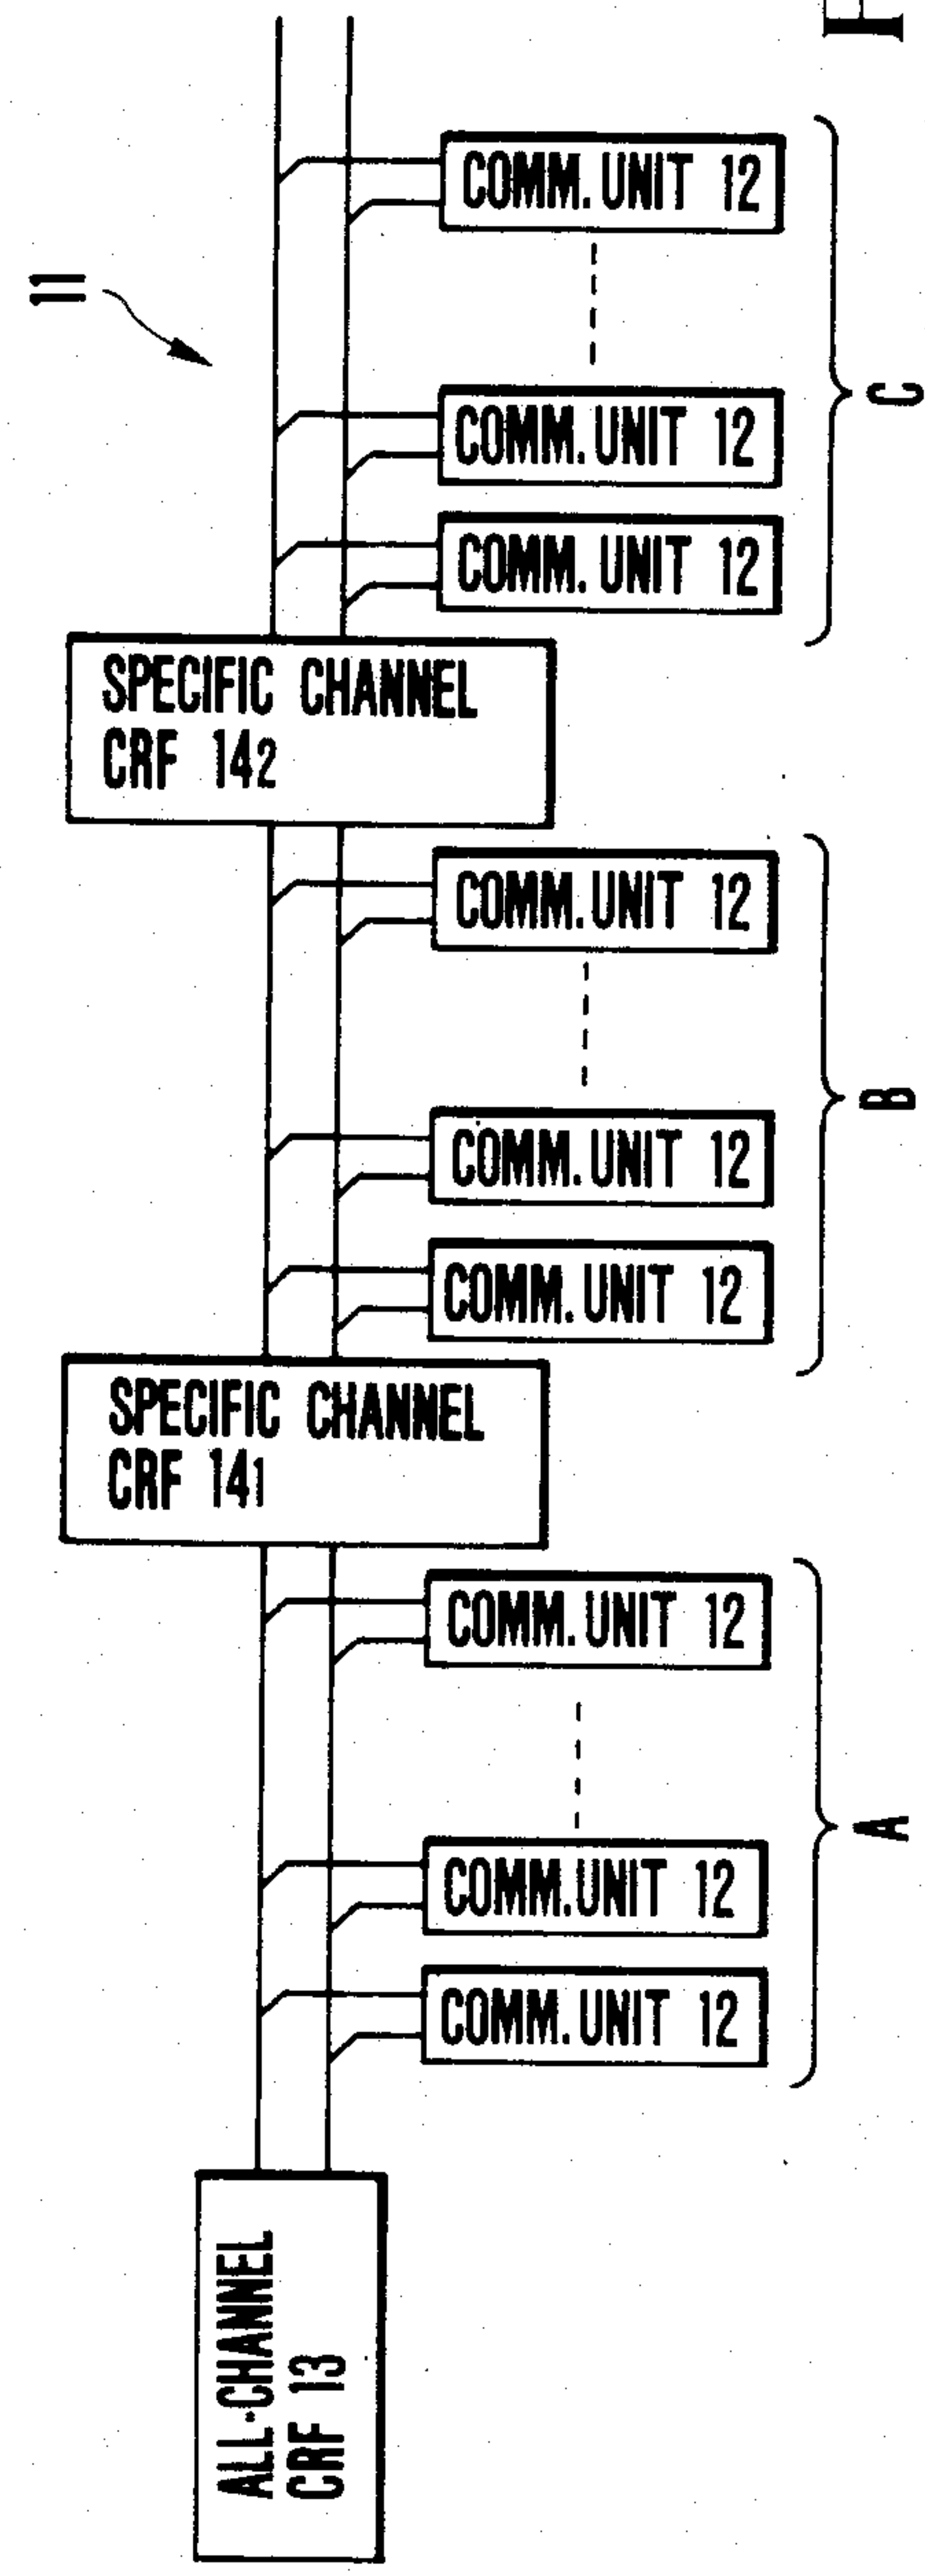 11
ALL-CHANNEL
CRF 13
SPECIFIC CHANNEL
CRF 14₁
SPECIFIC CHANNEL
CRF 14₂
COMM.UNIT 12
COMM.UNIT 12
COMM.UNIT 12
COMM.UNIT 12
COMM.UNIT 12
COMM.UNIT 12
COMM.UNIT 12
COMM.UNIT 12
COMM.UNIT 12
A
B
C